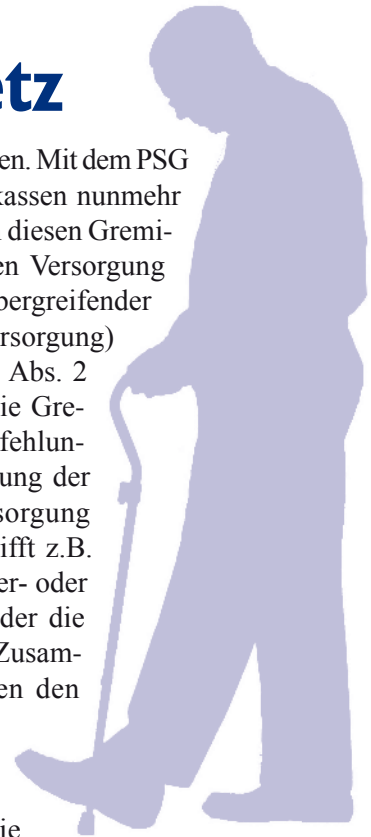 etz
en. Mit dem PSG
kassen nunmehr
diesen Gremi-
en Versorgung
bergreifender
ersorgung)
Abs. 2
ie Gre-
fehlun-
ung der
sorgung
ifft z.B.
er- oder
der die
Zusam-
en den
ie